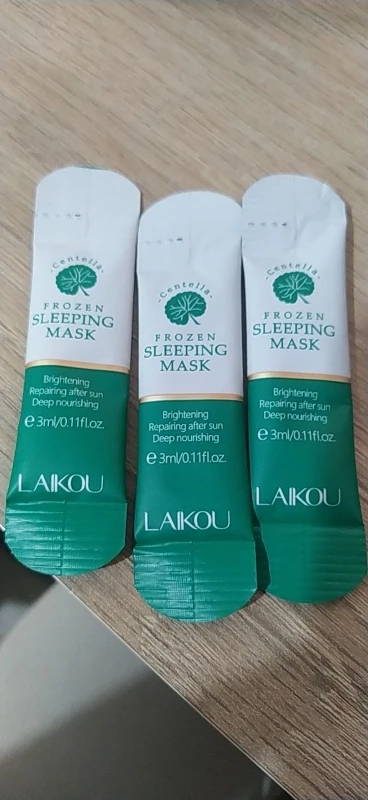 Centella
FROZEN
SLEEPING
MASK
Brightening
Repairing after sun
Deep nourishing
℮ 3ml/0.11fl.oz.
LAIKOU
Centella
FROZEN
SLEEPING
MASK
Brightening
Repairing after sun
Deep nourishing
℮ 3ml/0.11fl.oz.
LAIKOU
Centella
FROZEN
SLEEPING
MASK
Brightening
Repairing after sun
Deep nourishing
℮ 3ml/0.11fl.oz.
LAIKOU